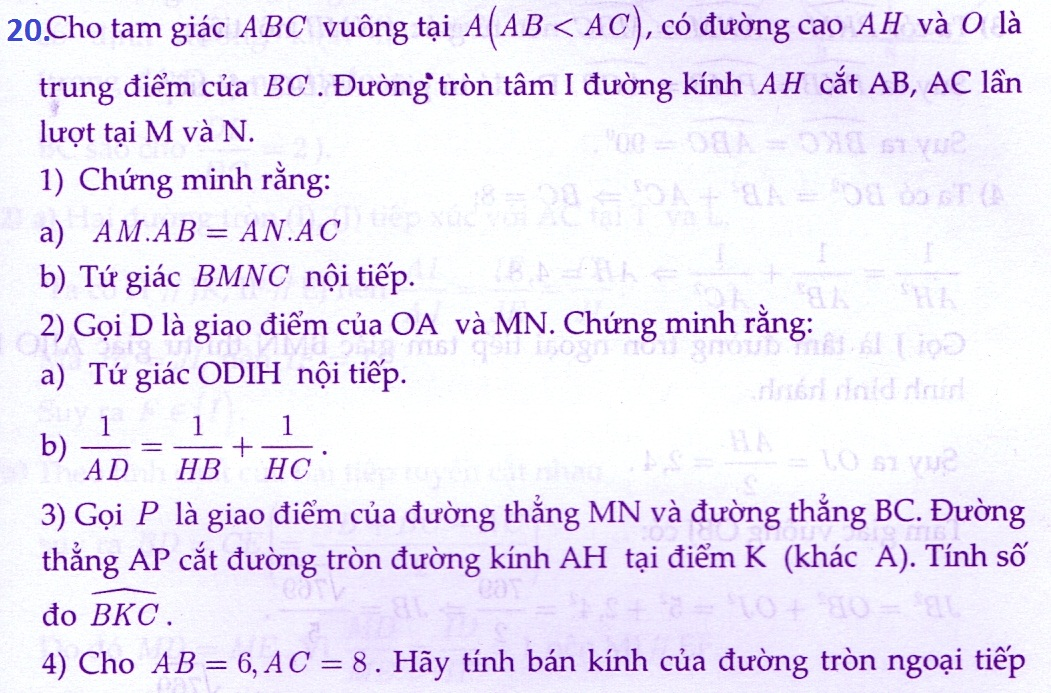 20.Cho tam giác ABC vuông tại A(AB < AC), có đường cao AH và O là
trung điểm của BC. Đường tròn tâm I đường kính AH cắt AB, AC lần
lượt tại M và N.
1) Chứng minh rằng:
a) AM.AB = AN.AC
b) Tứ giác BMNC nội tiếp.
2) Gọi D là giao điểm của OA và MN. Chứng minh rằng:
a) Tứ giác ODIH nội tiếp.
b) 1/AD = 1/HB + 1/HC.
3) Gọi P là giao điểm của đường thẳng MN và đường thẳng BC. Đường
thẳng AP cắt đường tròn đường kính AH tại điểm K (khác A). Tính số
đo BKC.
4) Cho AB = 6, AC = 8. Hãy tính bán kính của đường tròn ngoại tiếp